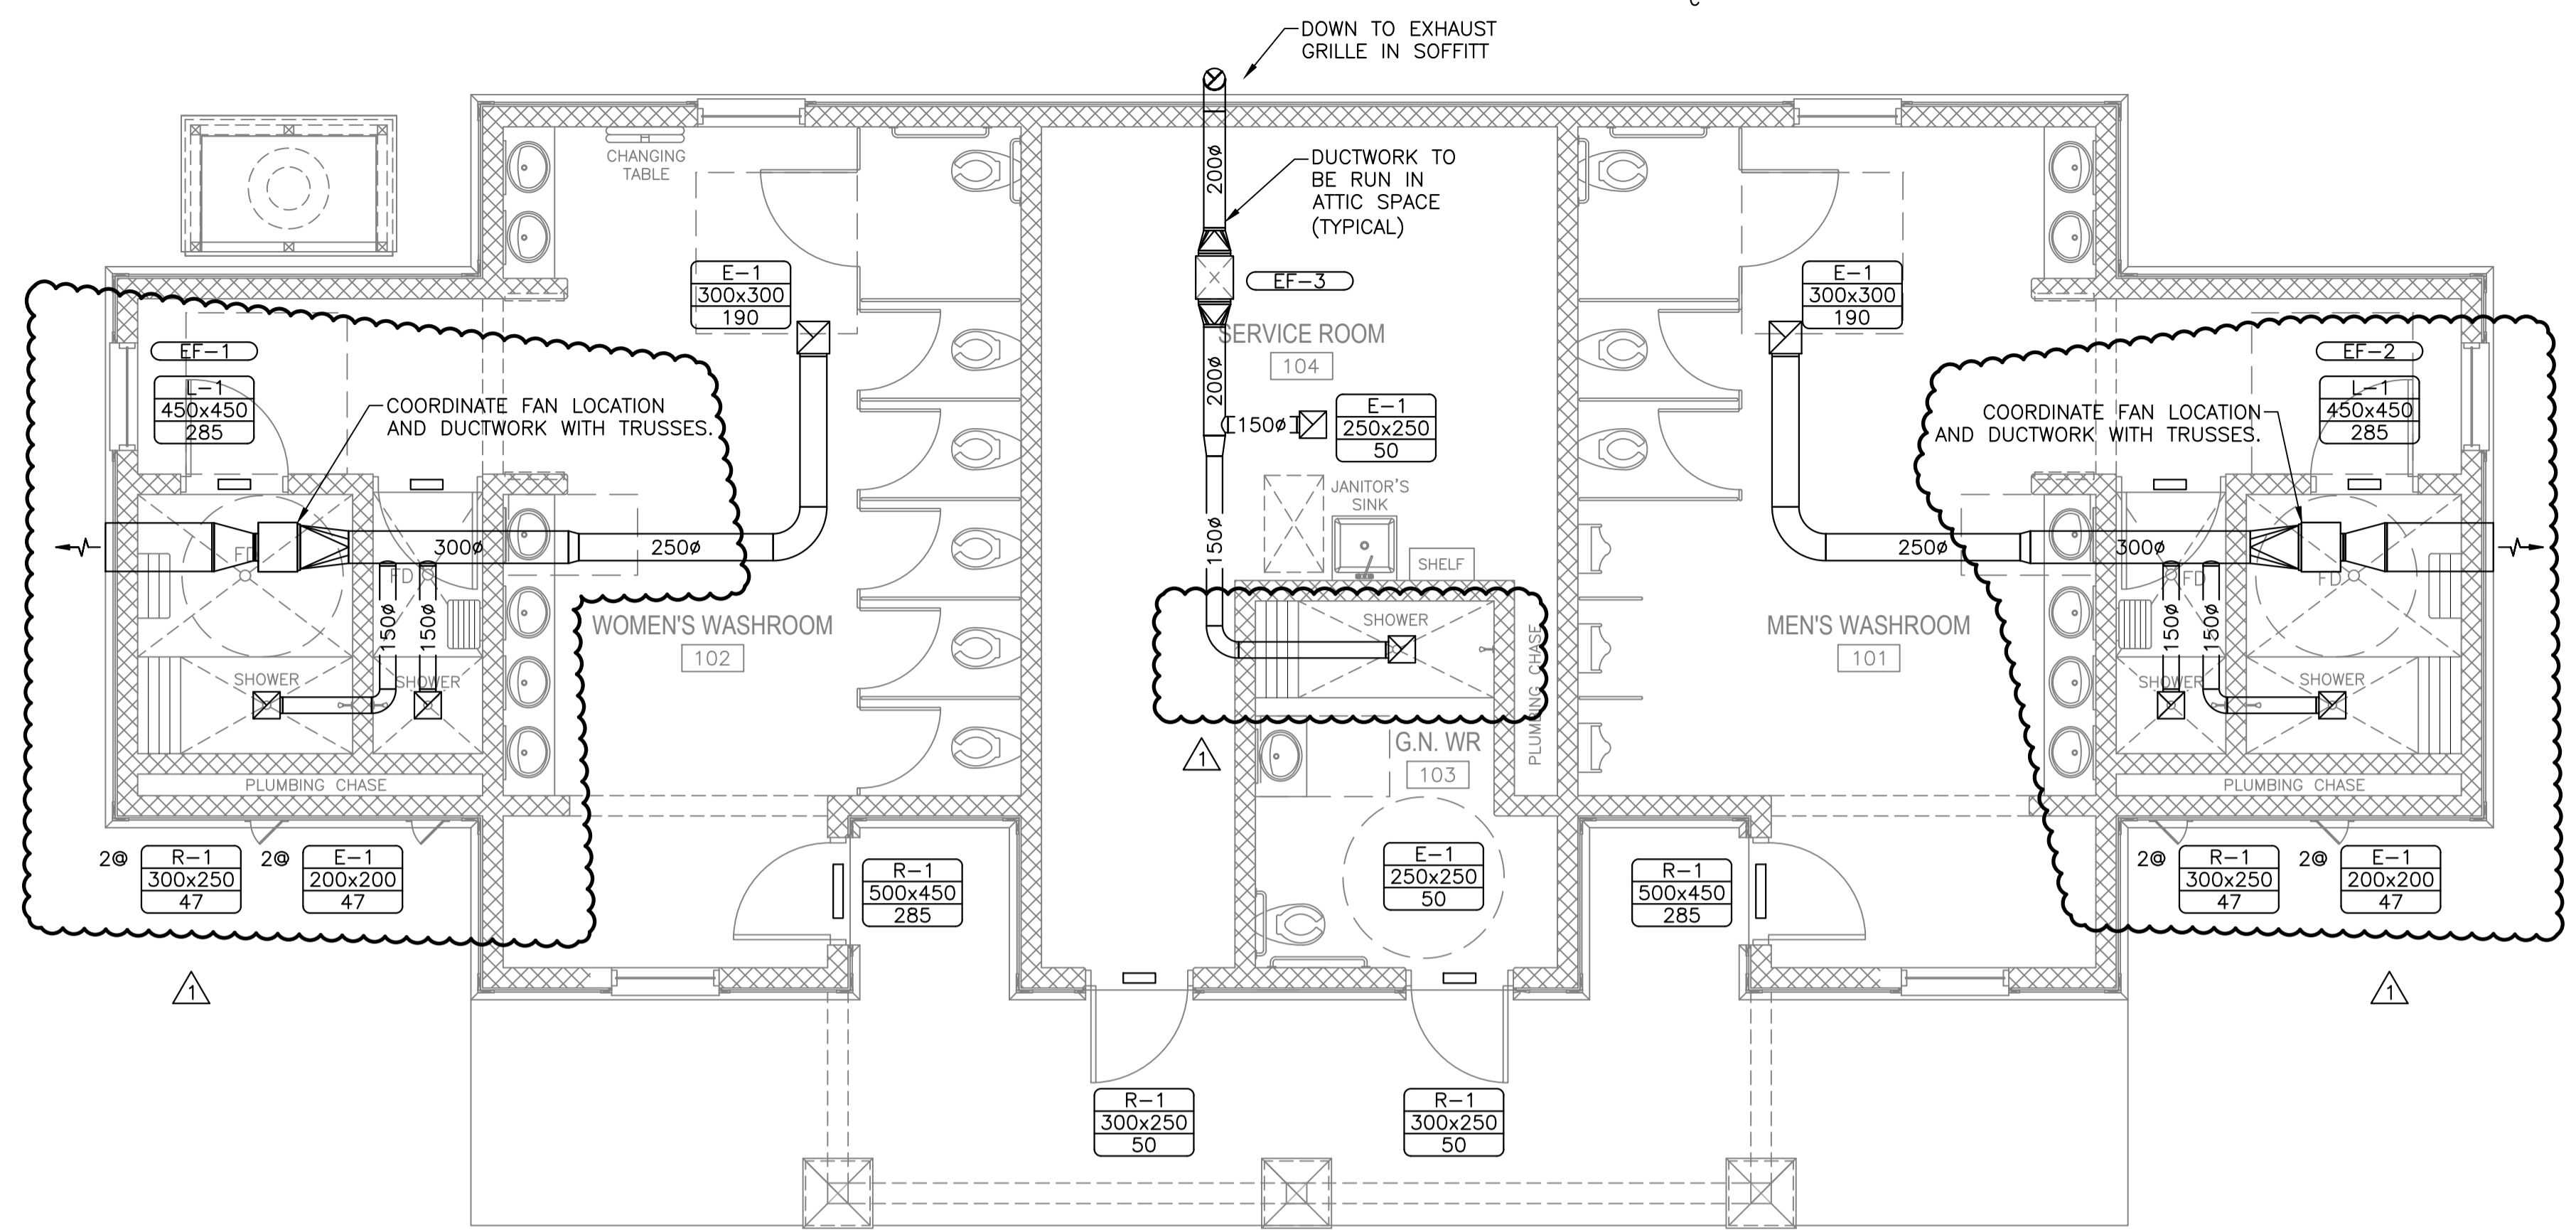 DOWN TO EXHAUST
GRILLE IN SOFFITT
200ø
DUCTWORK TO
BE RUN IN
ATTIC SPACE
(TYPICAL)
CHANGING
TABLE
E-1
300x300
190
EF-3
E-1
300x300
190
SERVICE ROOM
104
200ø
EF-1
L-1
450x450
285
COORDINATE FAN LOCATION
AND DUCTWORK WITH TRUSSES.
150ø
E-1
250x250
50
EF-2
L-1
450x450
285
COORDINATE FAN LOCATION
AND DUCTWORK WITH TRUSSES.
JANITOR'S
SINK
SHELF
150ø
FD
300ø
250ø
FD
250ø
300ø
FD
FD
150ø
150ø
WOMEN'S WASHROOM
102
SHOWER
PLUMBING CHASE
MEN'S WASHROOM
101
150ø
150ø
SHOWER
SHOWER
SHOWER
SHOWER
PLUMBING CHASE
1
G.N. WR
103
PLUMBING CHASE
2@
R-1
300x250
47
2@
E-1
200x200
47
R-1
500x450
285
E-1
250x250
50
R-1
500x450
285
2@
R-1
300x250
47
2@
E-1
200x200
47
1
1
R-1
300x250
50
R-1
300x250
50